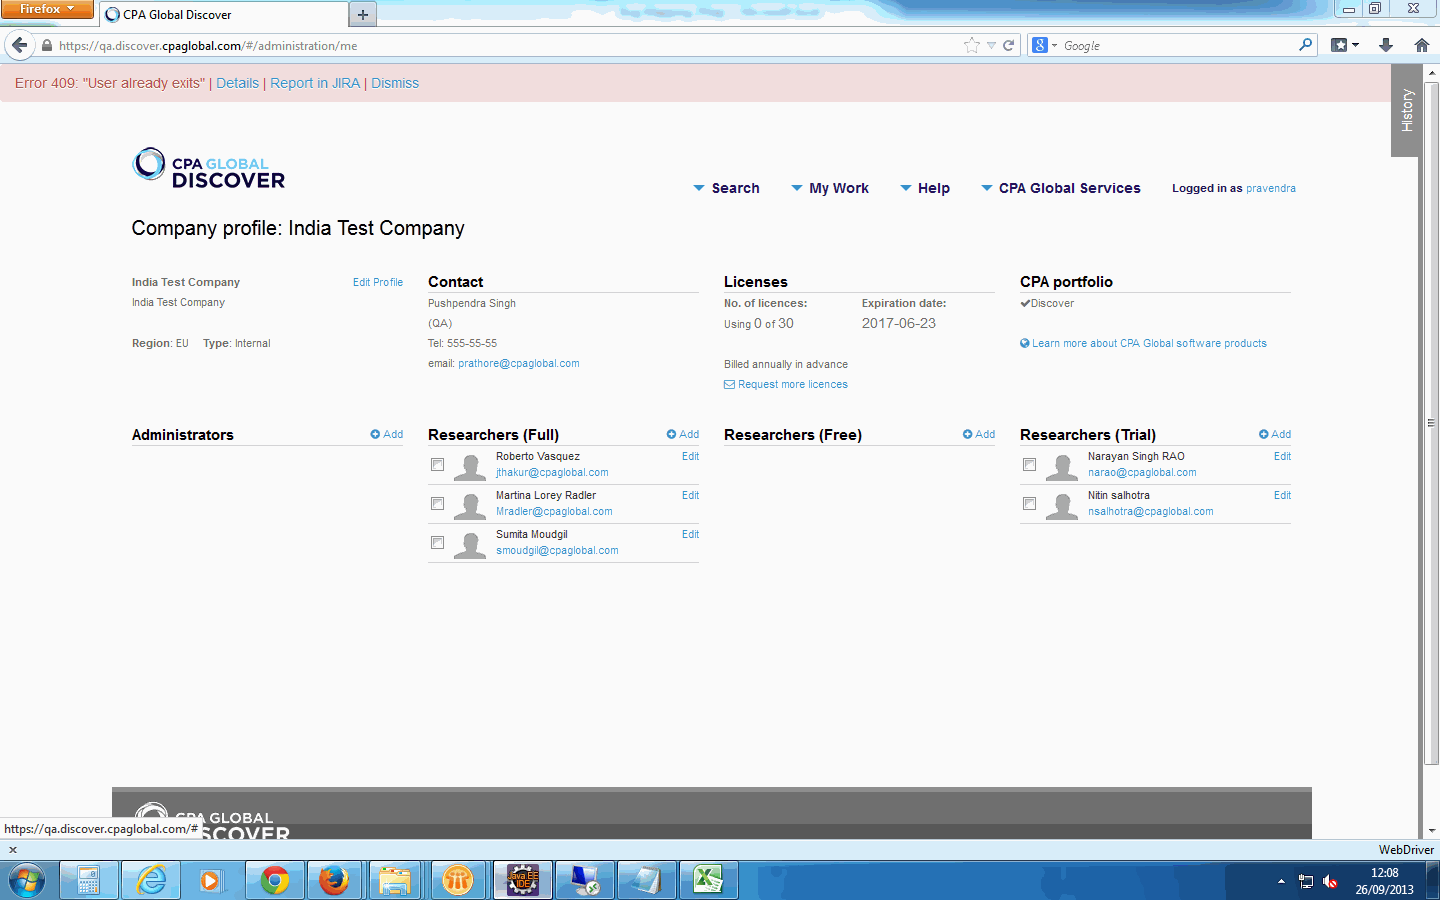 Firefox
CPA Global Discover
https://qa.discover.cpaglobal.com/#/administration/me
Google
Error 409: "User already exits" | Details | Report in JIRA | Dismiss
History
CPA GLOBAL
DISCOVER
Search
My Work
Help
CPA Global Services
Logged in as pravendra
Company profile: India Test Company
India Test Company
Edit Profile
India Test Company
Region: EU Type: Internal
Contact
Pushpendra Singh
(QA)
Tel: 555-55-55
email: prathore@cpaglobal.com
Licenses
No. of licences:
Expiration date:
Using 0 of 30
2017-06-23
Billed annually in advance
Request more licences
CPA portfolio
Discover
Learn more about CPA Global software products
Administrators
Add
Researchers (Full)
Add
Roberto Vasquez
Edit
jthakur@cpaglobal.com
Martina Lorey Radler
Edit
Mradler@cpaglobal.com
Sumita Moudgil
Edit
smoudgil@cpaglobal.com
Researchers (Free)
Add
Researchers (Trial)
Add
Narayan Singh RAO
Edit
narao@cpaglobal.com
Nitin salhotra
Edit
nsalhotra@cpaglobal.com
CPA GLOBAL
DISCOVER
https://qa.discover.cpaglobal.com/#
x
WebDriver
Java EE
IDE
12:08
26/09/2013